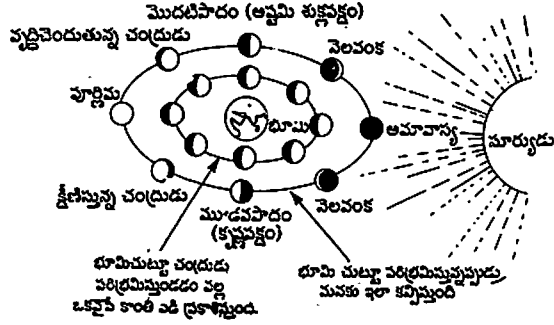 మొదటిపాదం (అష్టమి శుక్లపక్షం)
వృద్ధిచెందుతున్న చంద్రుడు
నెలవంక
పూర్ణిమ
భూమి
అమావాస్య
సూర్యుడు
క్షీణిస్తున్న చంద్రుడు
మూడవపాదం
(కృష్ణపక్షం)
నెలవంక
భూమిచుట్టూ చంద్రుడు
పరిభ్రమిస్తుండడం వల్ల
ఒకవైపే కాంతి పడి ప్రకాశిస్తుంది.
భూమి చుట్టూ పరిభ్రమిస్తున్నప్పుడు
మనకు ఇలా కన్పిస్తుంది